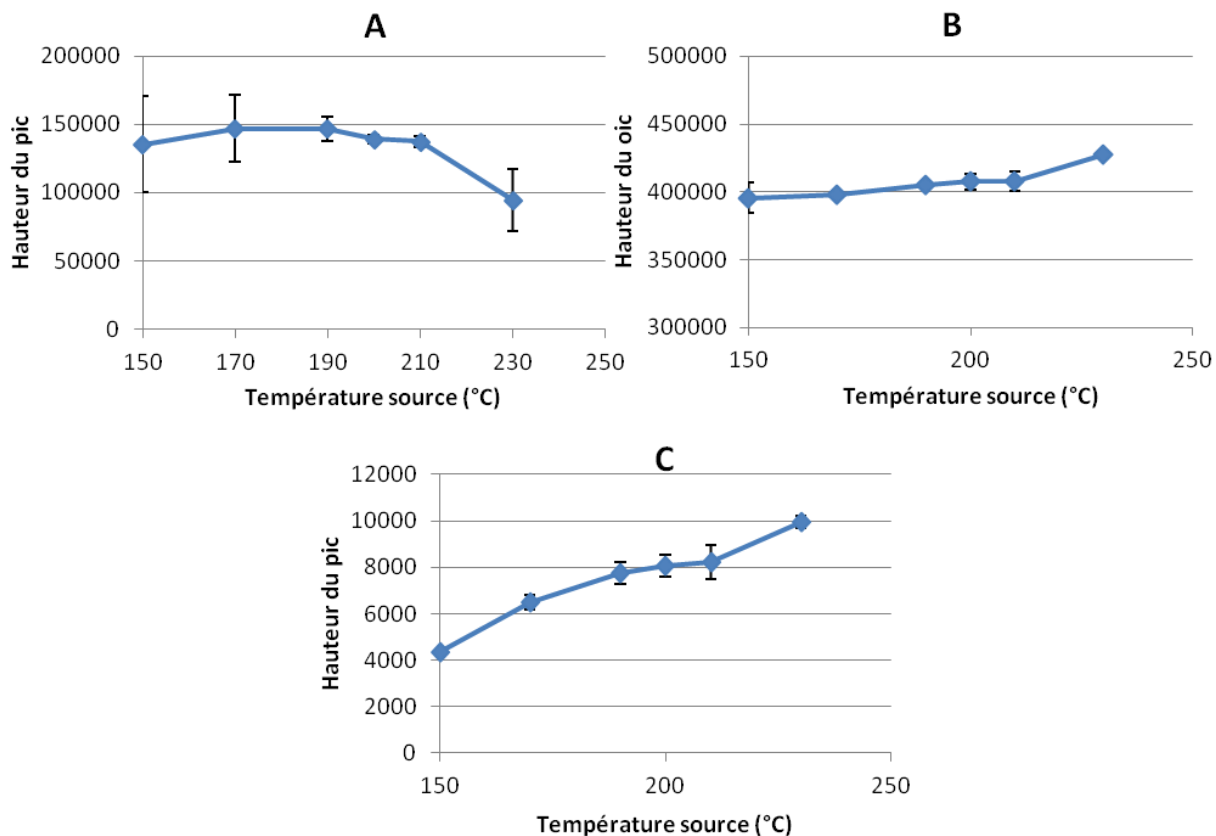 A
200000
150000
100000
50000
0
Hauteur du pic
150 170 190 210 230 250
Température source (°C)
B
500000
450000
400000
350000
300000
Hauteur du oic
150 200 250
Température source (°C)
C
12000
10000
8000
6000
4000
2000
0
Hauteur du pic
150 200 250
Température source (°C)